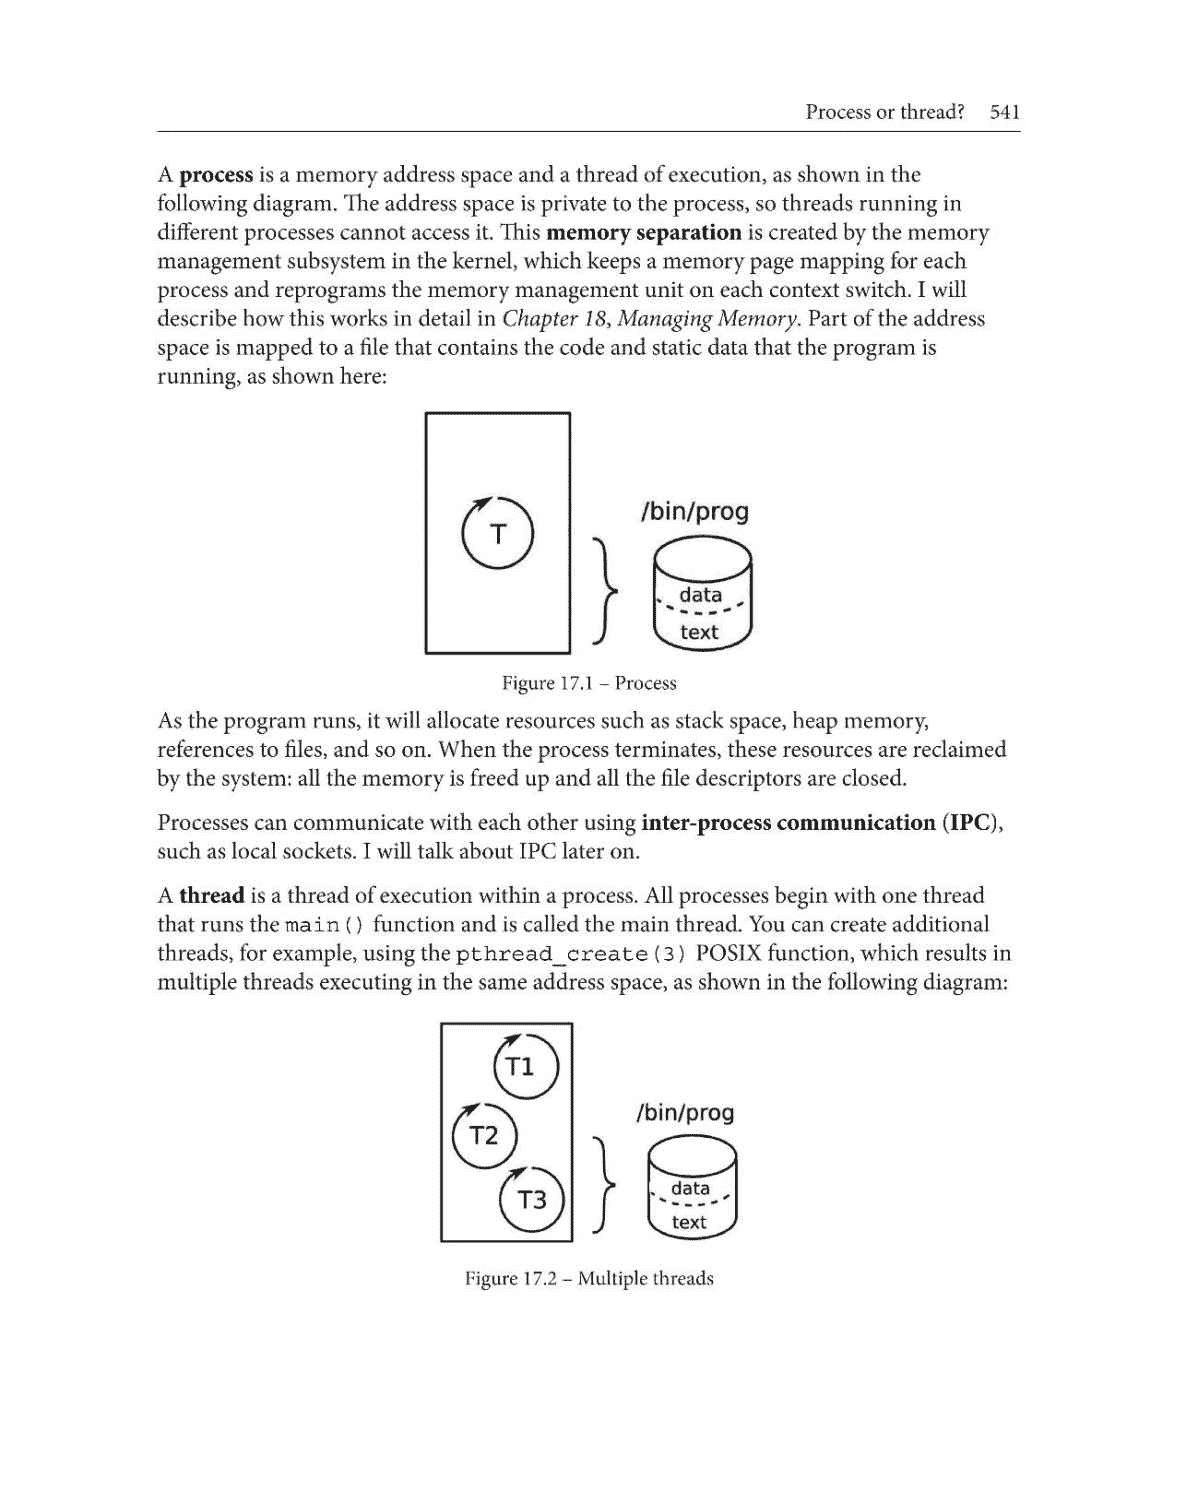 Process or thread? 541
A process is a memory address space and a thread of execution, as shown in the
following diagram. The address space is private to the process, so threads running in
different processes cannot access it. This memory separation is created by the memory
management subsystem in the kernel, which keeps a memory page mapping for each
process and reprograms the memory management unit on each context switch. I will
describe how this works in detail in Chapter 18, Managing Memory. Part of the address
space is mapped to a file that contains the code and static data that the program is
running, as shown here:
T
/bin/prog
data
text
Figure 17.1 – Process
As the program runs, it will allocate resources such as stack space, heap memory,
references to files, and so on. When the process terminates, these resources are reclaimed
by the system: all the memory is freed up and all the file descriptors are closed.
Processes can communicate with each other using inter-process communication (IPC),
such as local sockets. I will talk about IPC later on.
A thread is a thread of execution within a process. All processes begin with one thread
that runs the main() function and is called the main thread. You can create additional
threads, for example, using the pthread_create(3) POSIX function, which results in
multiple threads executing in the same address space, as shown in the following diagram:
T1
T2
T3
/bin/prog
data
text
Figure 17.2 – Multiple threads